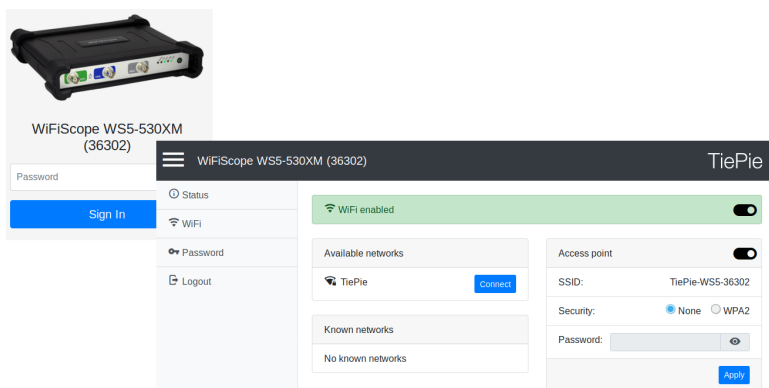 WiFiScope WS5-530XM
(36302)
Password
Sign In
WiFiScope WS5-530XM (36302)
TiePie
Status
WiFi
Password
Logout
WiFi enabled
Available networks
TiePie
Connect
Known networks
No known networks
Access point
SSID: TiePie-WS5-36302
Security: None WPA2
Password:
Apply